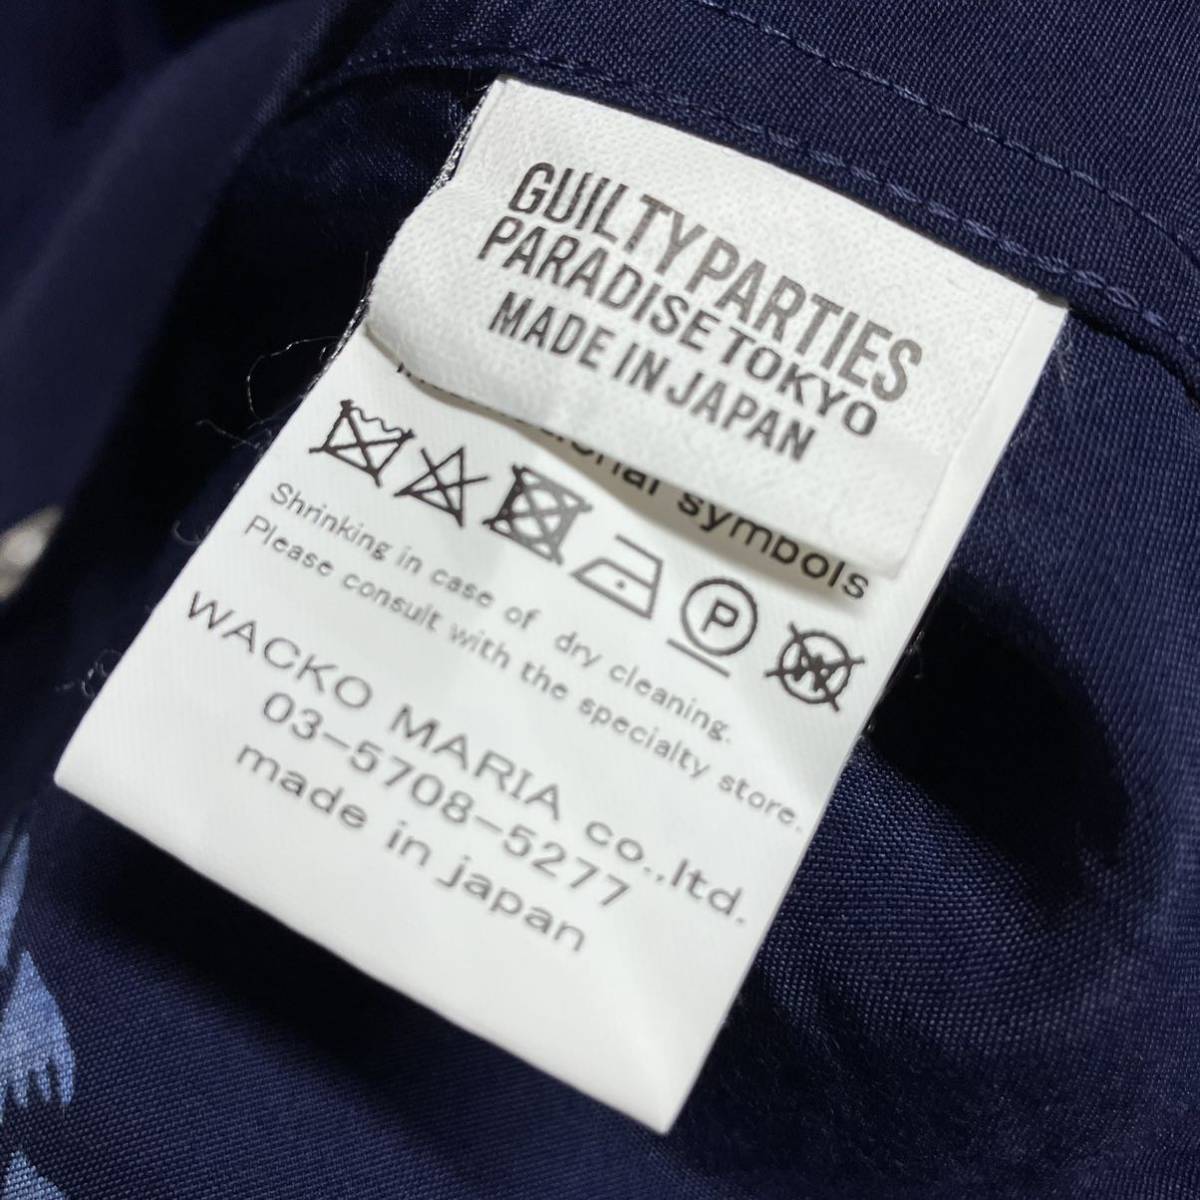 GUILTY PARTIES
PARADISE TOKYO
MADE IN JAPAN
symbols
P
W
Shrinking in case of dry cleaning.
Please consult with the specialty store.
WACKO MARIA co.,ltd.
03-5708-5277
made in japan